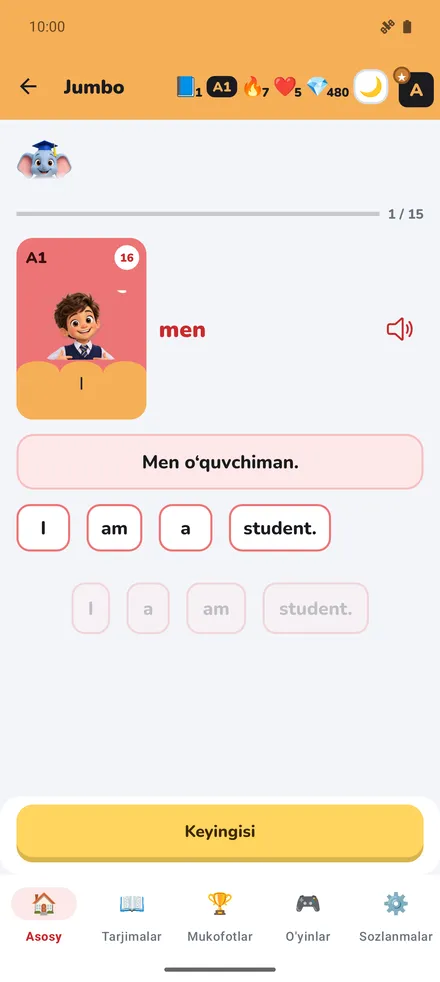 10:00
Jumbo
1 A1 7 5 480 A
1 / 15
A1 16
men
I
Men o‘quvchiman.
I am a student.
I a am student.
Keyingisi
Asosy Tarjimalar Mukofotlar O'yinlar Sozlanmalar